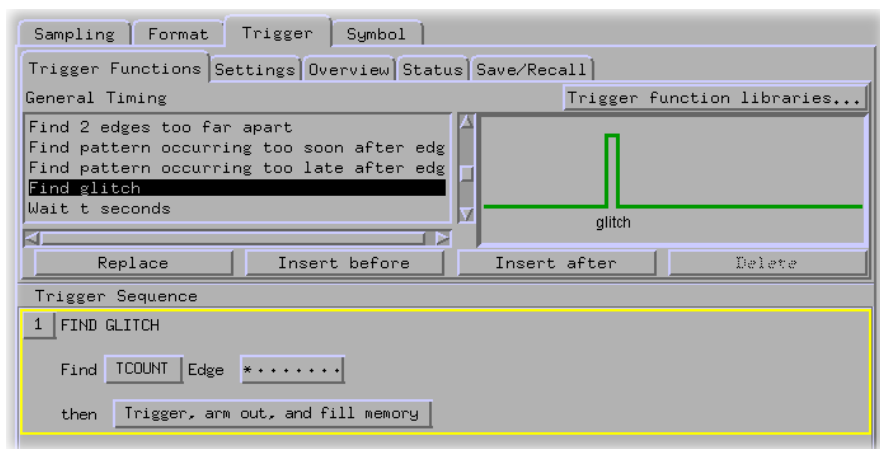 Sampling Format Trigger Symbol
Trigger Functions Settings Overview Status Save/Recall
General Timing Trigger function libraries...
Find 2 edges too far apart
Find pattern occurring too soon after edg
Find pattern occurring too late after edg
Find glitch
Wait t seconds
glitch
Replace Insert before Insert after Delete
Trigger Sequence
1 FIND GLITCH
Find TCOUNT Edge *·······
then Trigger, arm out, and fill memory